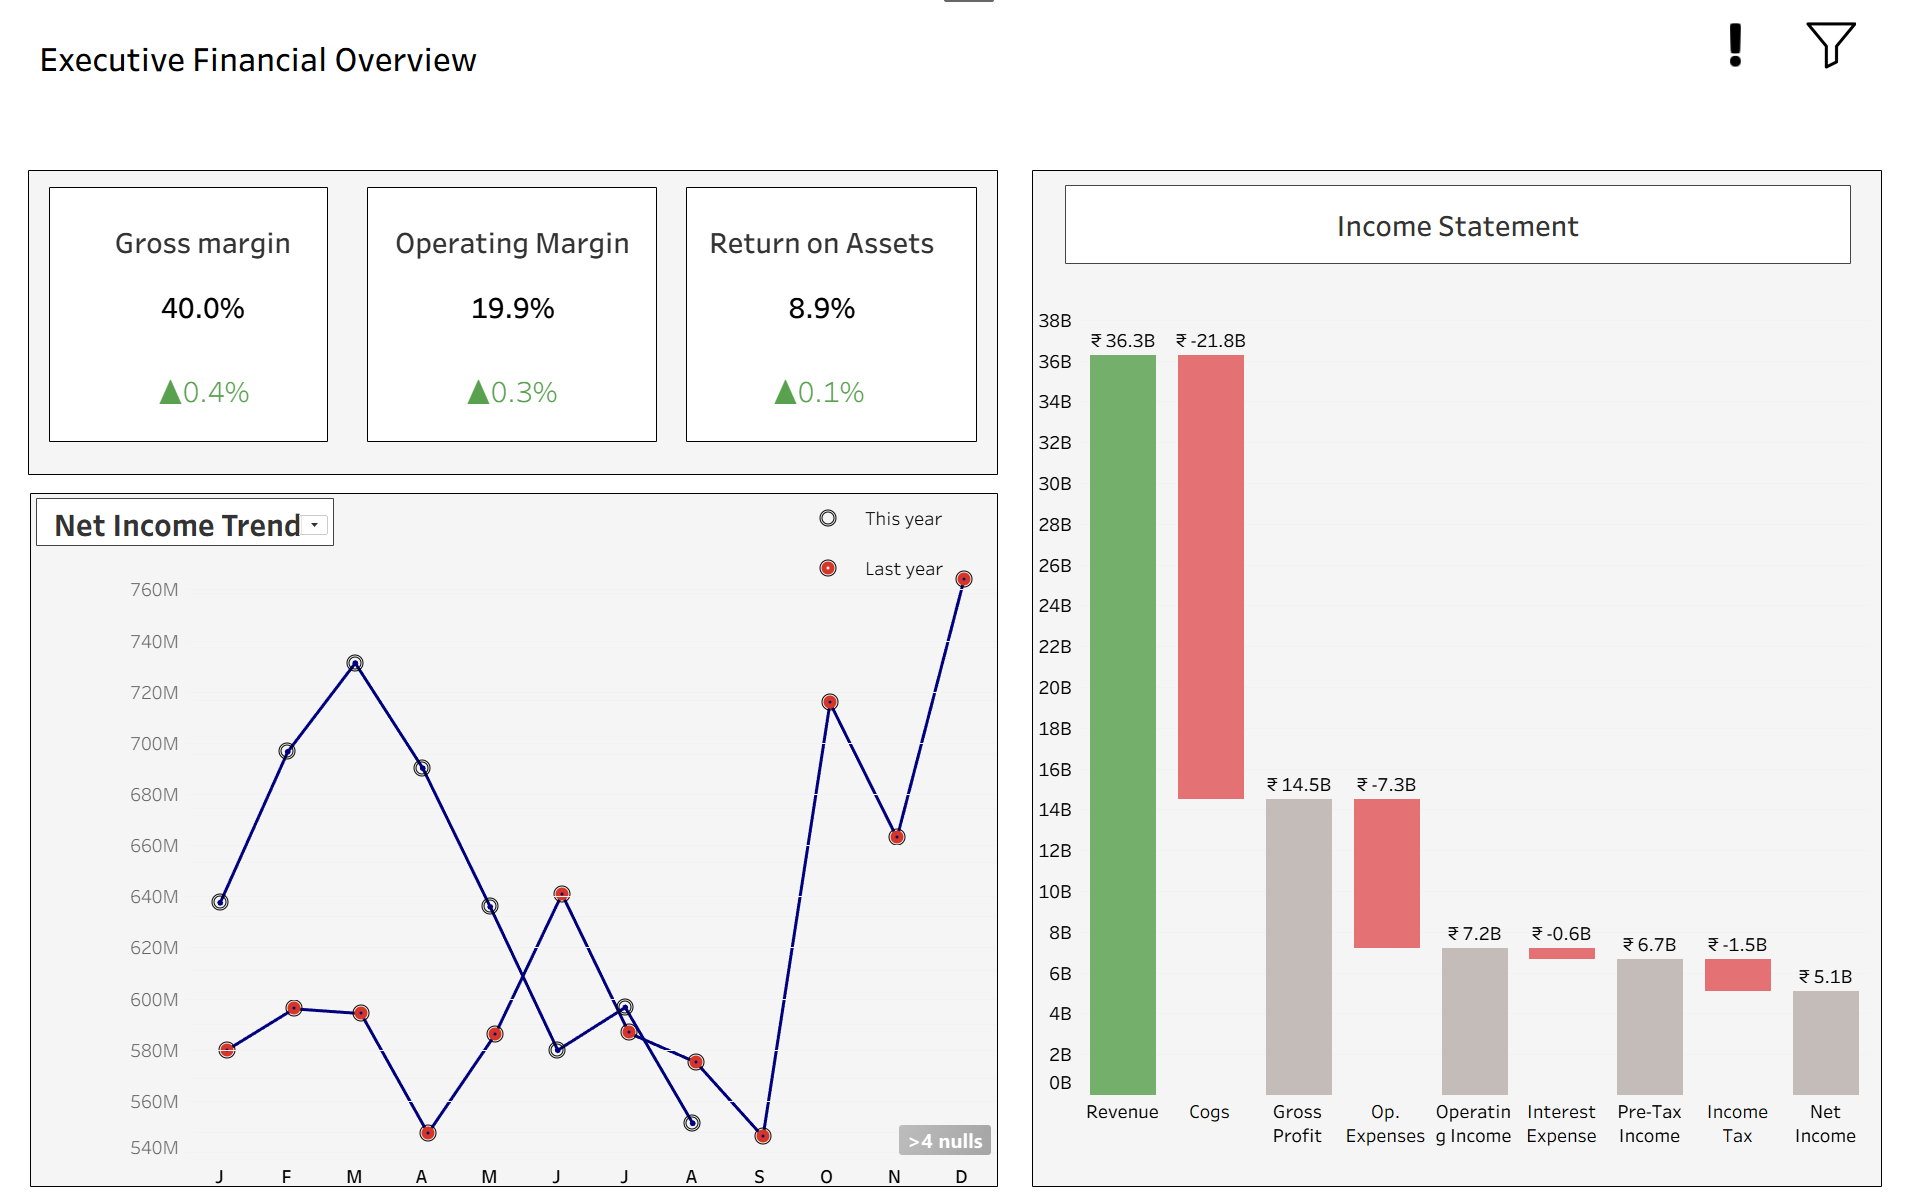 Executive Financial Overview
Gross margin
40.0%
▲0.4%
Operating Margin
19.9%
▲0.3%
Return on Assets
8.9%
▲0.1%
Net Income Trend
This year
Last year
760M
740M
720M
700M
680M
660M
640M
620M
600M
580M
560M
540M
>4 nulls
J F M A M J J A S O N D
Income Statement
38B
36B
34B
32B
30B
28B
26B
24B
22B
20B
18B
16B
14B
12B
10B
8B
6B
4B
2B
0B
₹ 36.3B
₹ -21.8B
₹ 14.5B
₹ -7.3B
₹ 7.2B
₹ -0.6B
₹ 6.7B
₹ -1.5B
₹ 5.1B
Revenue
Cogs
Gross
Profit
Op.
Expenses
Operatin
g Income
Interest
Expense
Pre-Tax
Income
Income
Tax
Net
Income